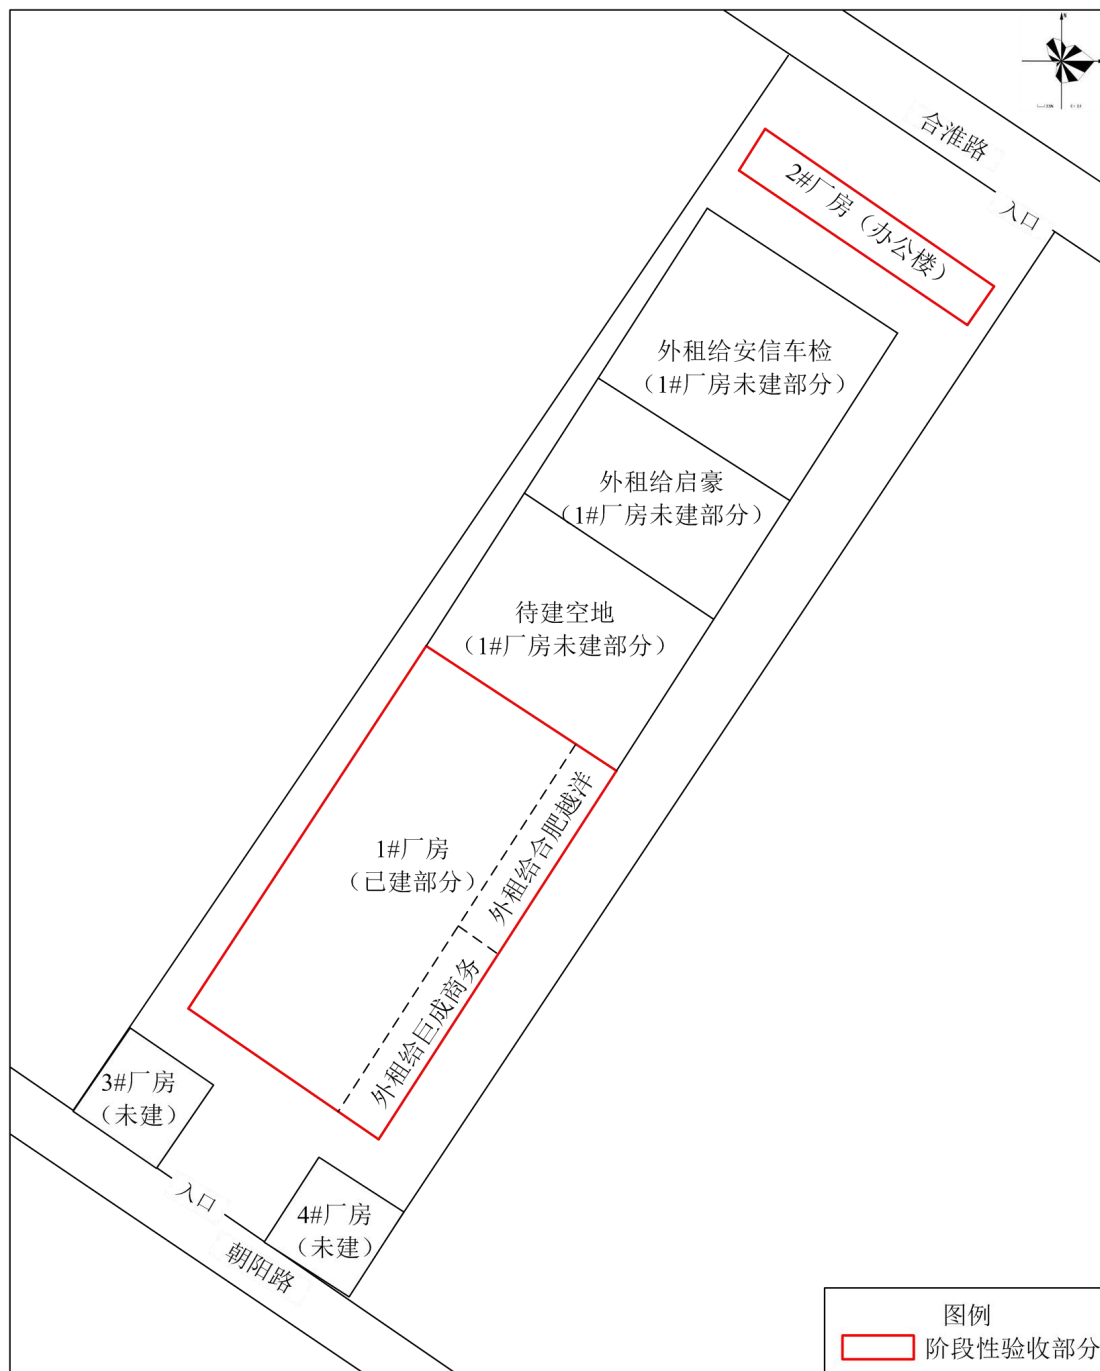 合淮路
入口
2#厂房（办公楼）
外租给安信车检
（1#厂房未建部分）
外租给启豪
（1#厂房未建部分）
待建空地
（1#厂房未建部分）
外租给合肥越洋
1#厂房
（已建部分）
外租给巨成商务
3#厂房
（未建）
入口
4#厂房
（未建）
朝阳路
图例
阶段性验收部分